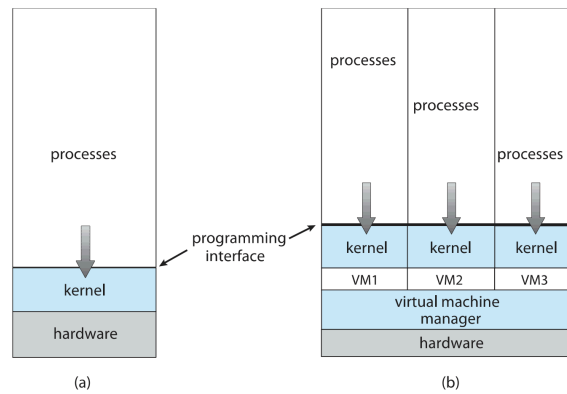 processes
kernel
hardware
(a)
programming
interface
processes
processes
processes
kernel
kernel
kernel
VM1
VM2
VM3
virtual machine
manager
hardware
(b)